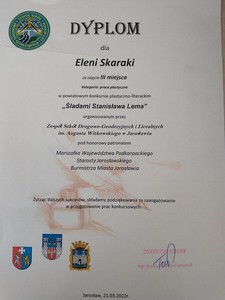 DYPLOM
dla
Eleni Skaraki
za zajęcie III miejsca
kategoria: praca plastyczna
w powiatowym konkursie plastyczno-literackim
„Śladami Stanisława Lema”
organizowanym przez
Zespół Szkół Drogowo-Geodezyjnych i Licealnych
im. Augusta Witkowskiego w Jarosławiu
pod honorowym patronatem
Marszałka Województwa Podkarpackiego
Starosty Jarosławskiego
Burmistrza Miasta Jarosławia
Życząc dalszych sukcesów, składamy podziękowania za zaangażowanie
w przygotowanie prac konkursowych.
Jarosław, 21.03.2022r.